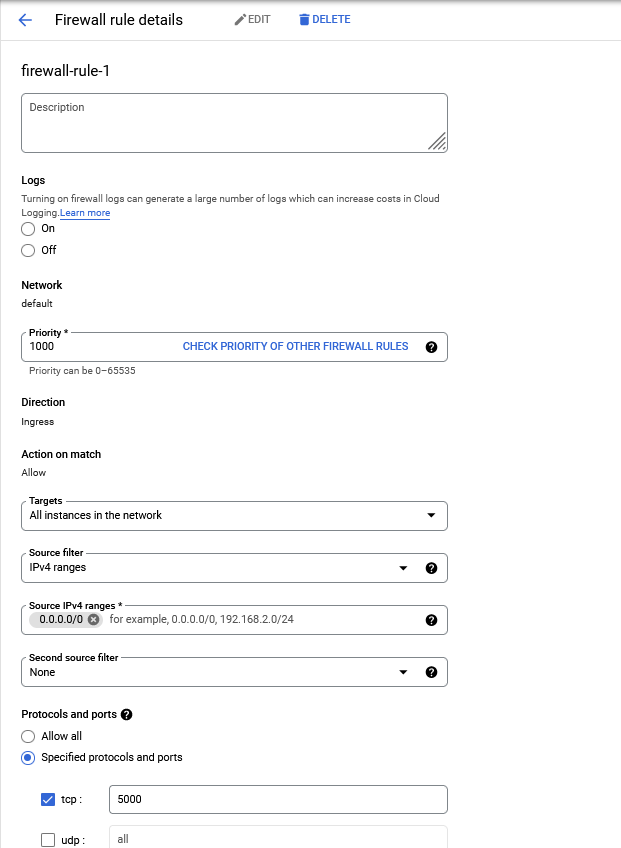 Firewall rule details
EDIT
DELETE
firewall-rule-1
Description
Logs
Turning on firewall logs can generate a large number of logs which can increase costs in Cloud
Logging.Learn more
On
Off
Network
default
Priority *
1000
CHECK PRIORITY OF OTHER FIREWALL RULES
Priority can be 0–65535
Direction
Ingress
Action on match
Allow
Targets
All instances in the network
Source filter
IPv4 ranges
Source IPv4 ranges *
0.0.0.0/0 for example, 0.0.0.0/0, 192.168.2.0/24
Second source filter
None
Protocols and ports
Allow all
Specified protocols and ports
tcp : 5000
udp : all